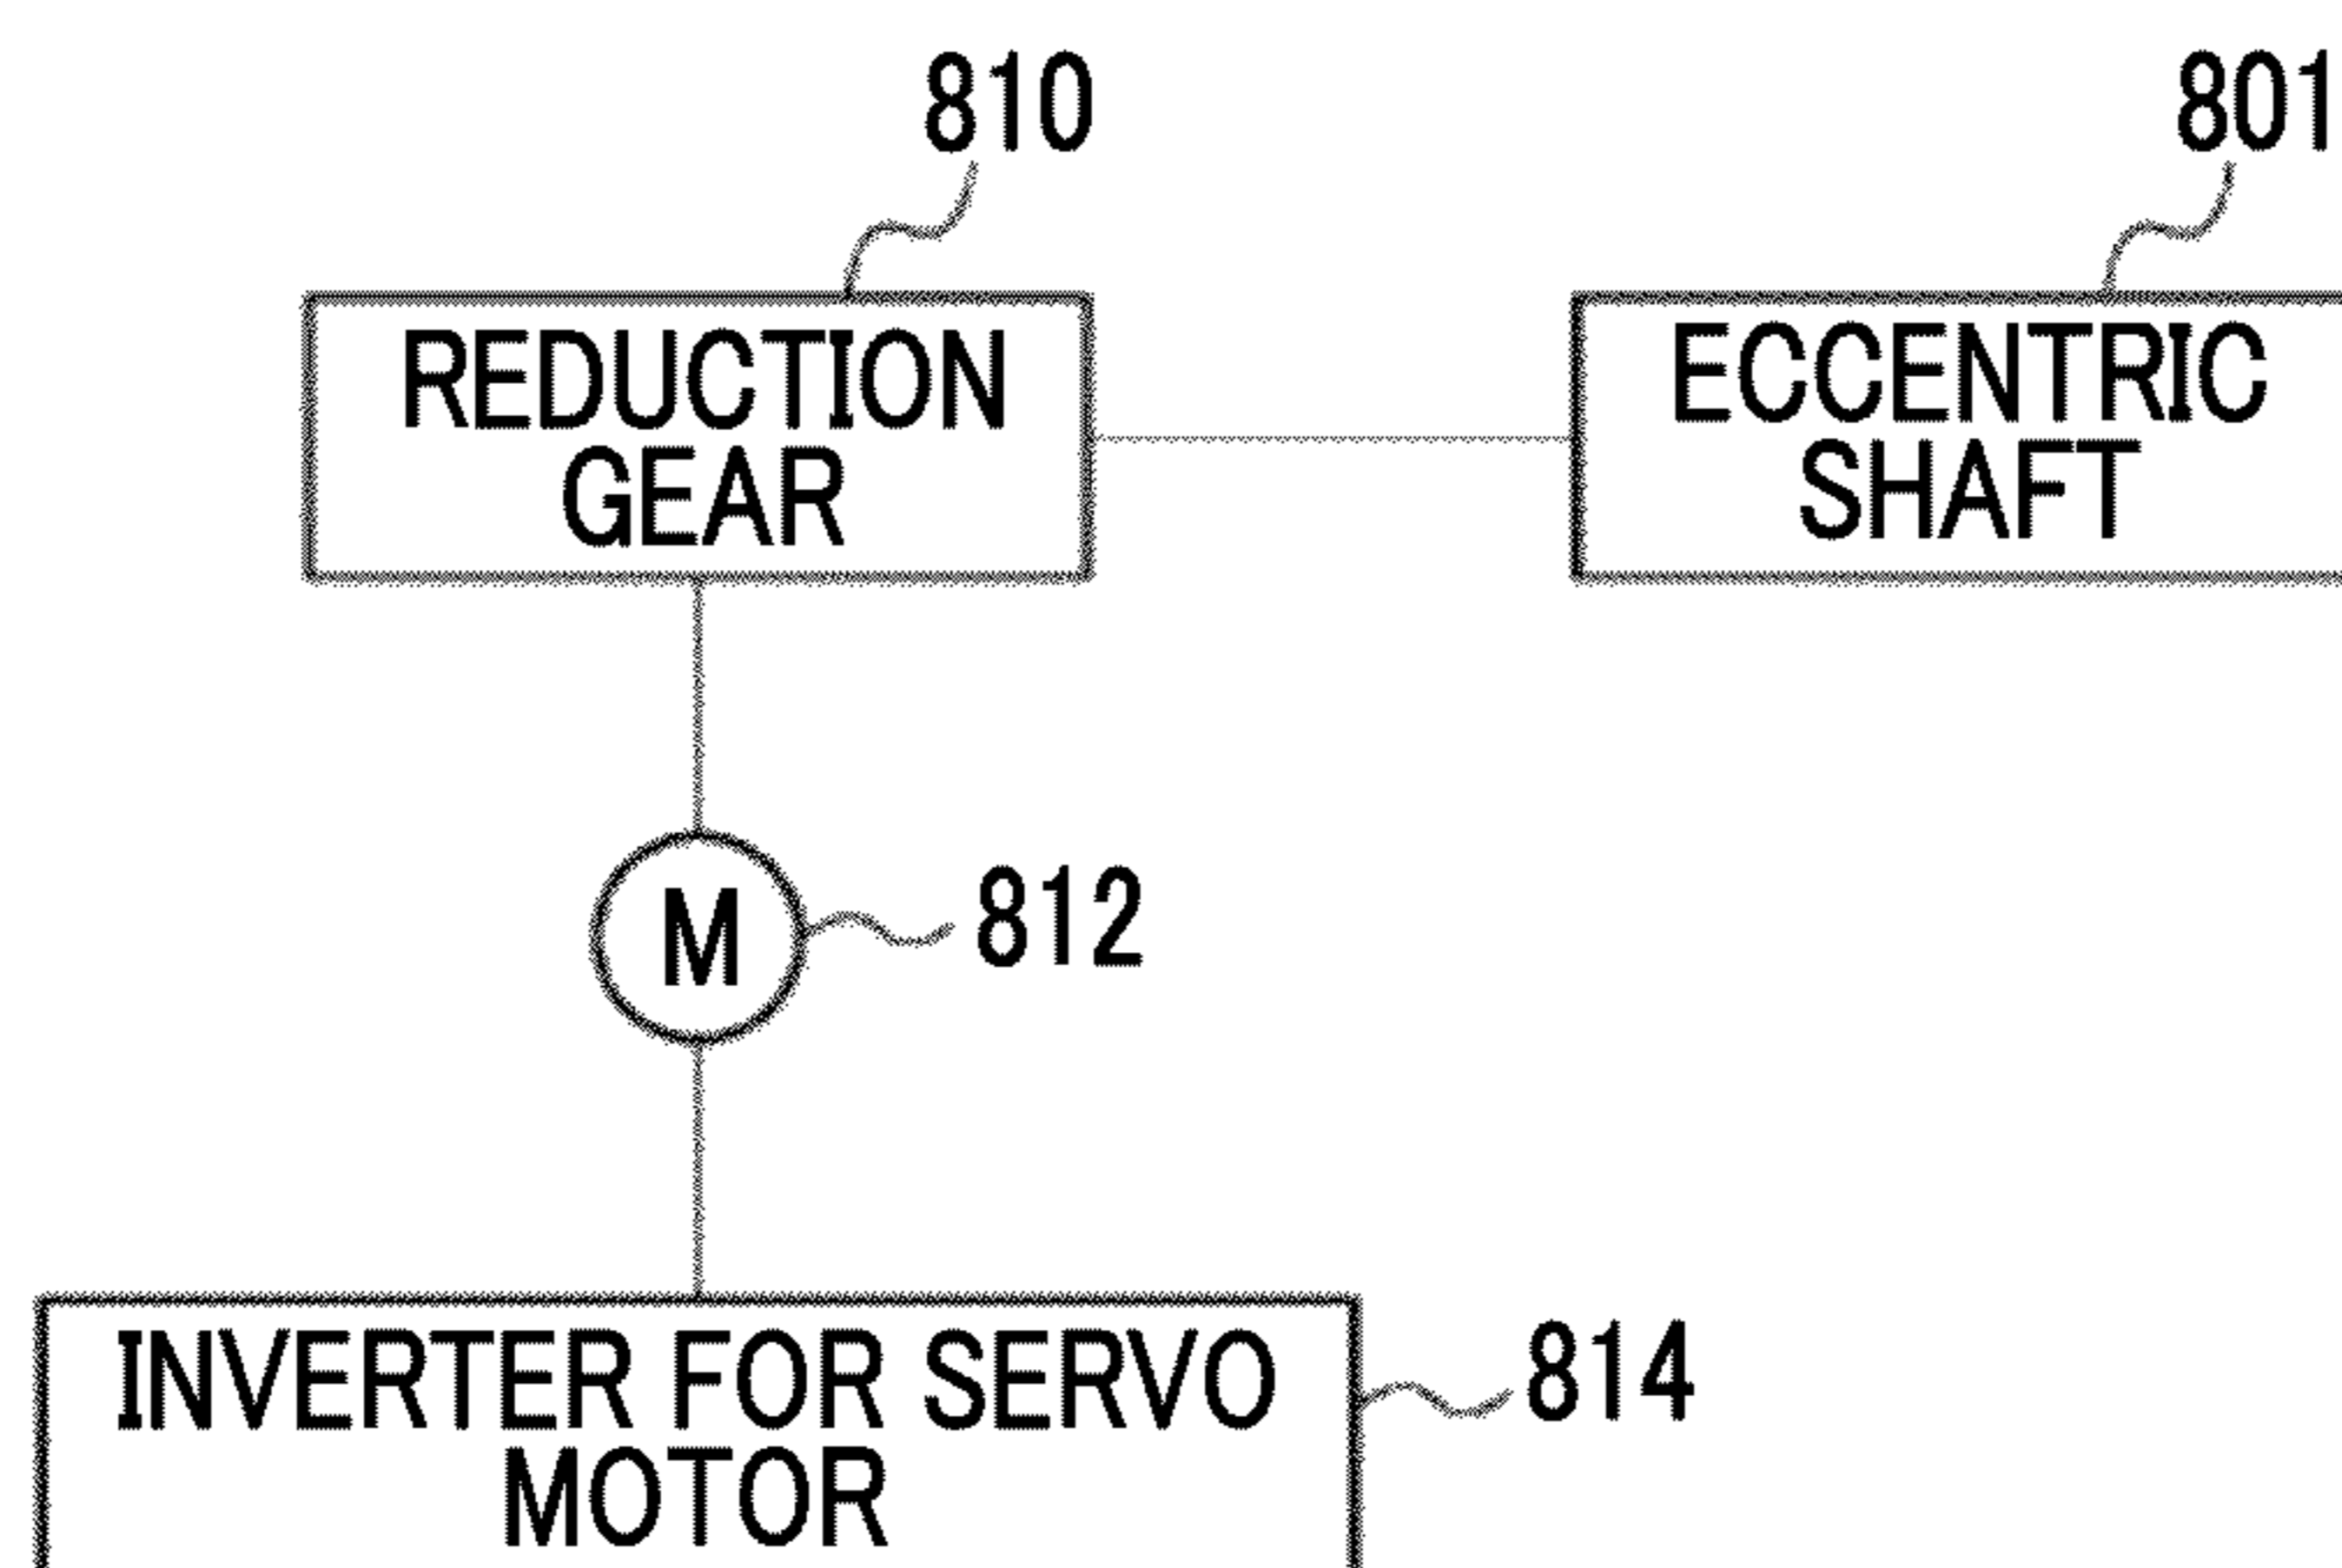 810
801
REDUCTION
GEAR
ECCENTRIC
SHAFT
M
812
INVERTER FOR SERVO
MOTOR
814